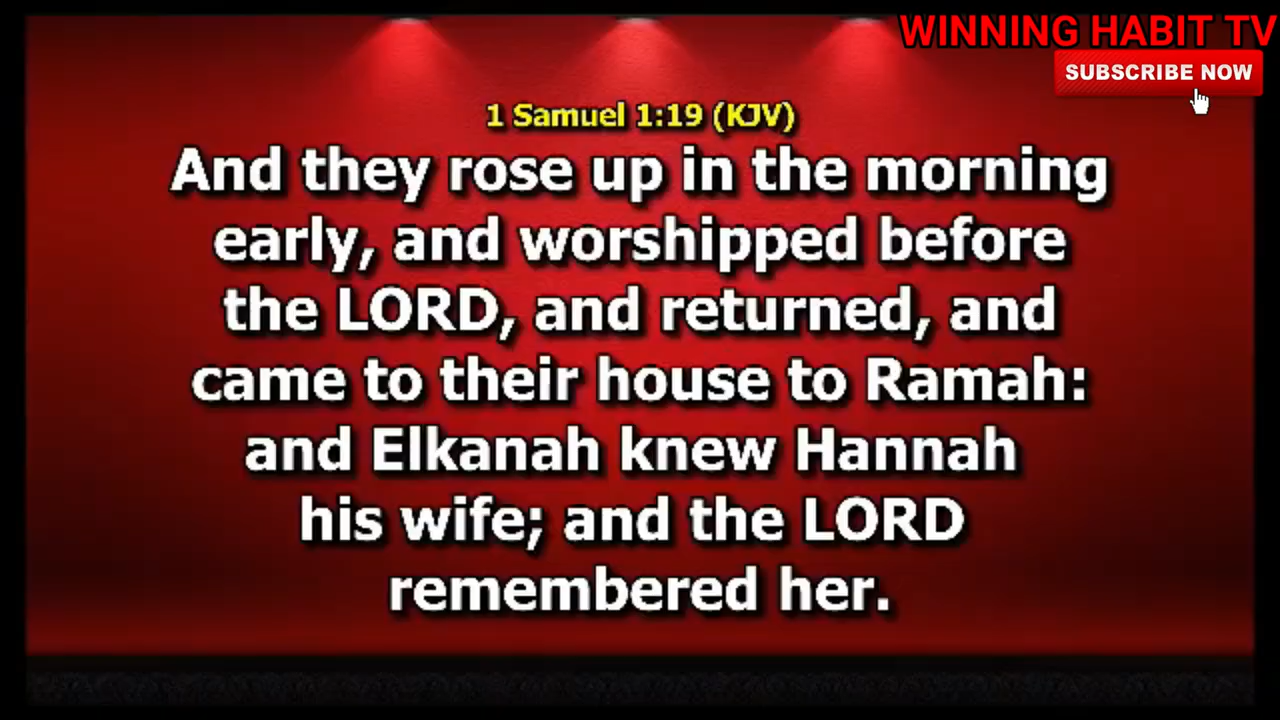 WINNING HABIT TV
SUBSCRIBE NOW
1 Samuel 1:19 (KJV)
And they rose up in the morning
early, and worshipped before
the LORD, and returned, and
came to their house to Ramah:
and Elkanah knew Hannah
his wife; and the LORD
remembered her.